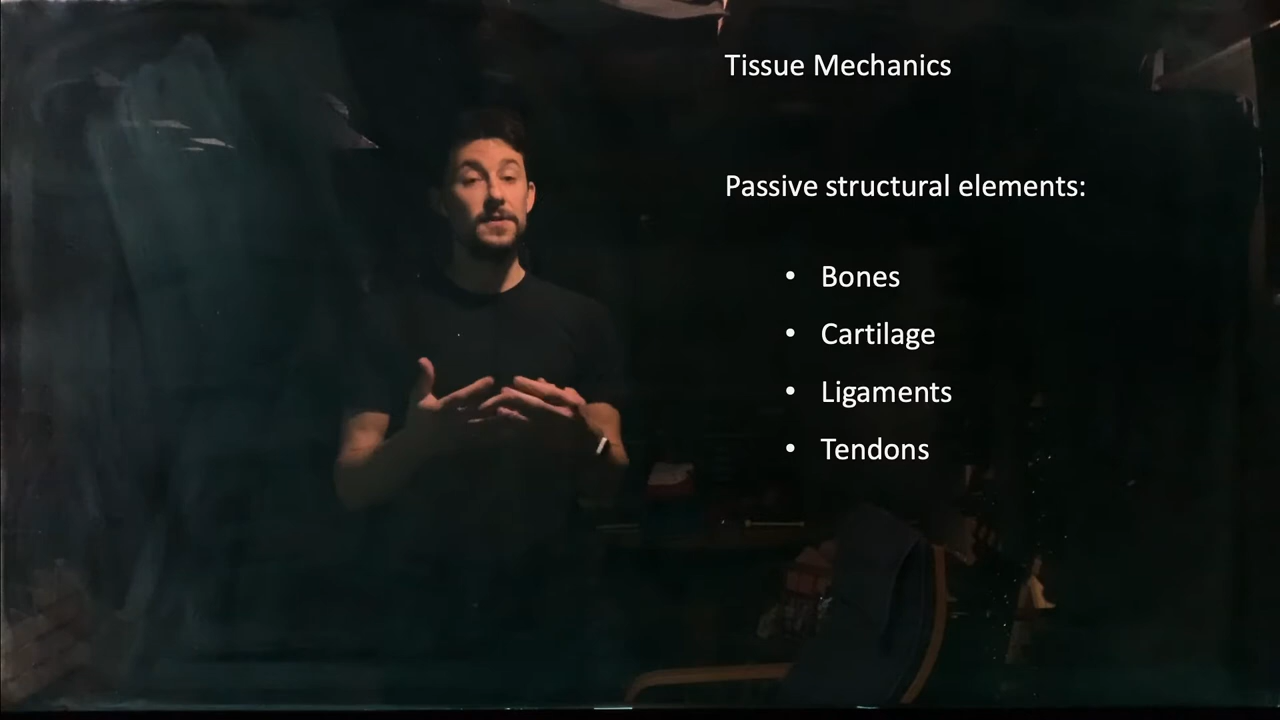 Tissue Mechanics
Passive structural elements:
• Bones
• Cartilage
• Ligaments
• Tendons